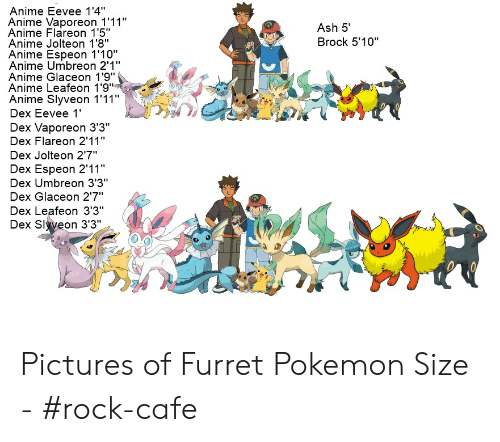 Anime Eevee 1'4"
Anime Vaporeon 1'11"
Anime Flareon 1'5"
Anime Jolteon 1'8"
Anime Espeon 1'10"
Anime Umbreon 2'1"
Anime Glaceon 1'9"
Anime Leafeon 1'9"
Anime Slyveon 1'11"
Ash 5'
Brock 5'10"
Dex Eevee 1'
Dex Vaporeon 3'3"
Dex Flareon 2'11"
Dex Jolteon 2'7"
Dex Espeon 2'11"
Dex Umbreon 3'3"
Dex Glaceon 2'7"
Dex Leafeon 3'3"
Dex Slyveon 3'3"
Pictures of Furret Pokemon Size
- #rock-cafe